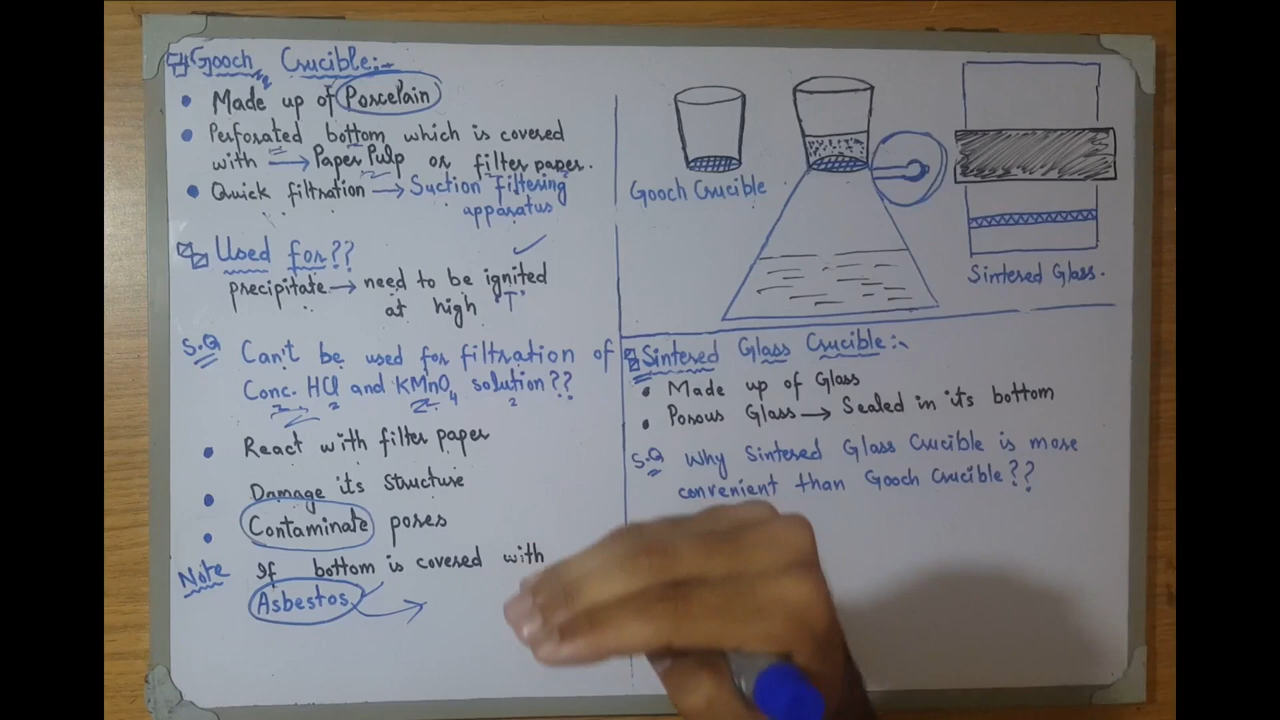 Gooch Crucible:-
• Made up of Porcelain
• Perforated bottom which is covered
with → Paper Pulp or filter paper.
• Quick filtration → Suction filtering
apparatus
Used for??
precipitate → need to be ignited
at high "T"
S.Q Can't be used for filtration of
Conc. HCl and KMnO4 solution??
• React with filter paper
• Damage its structure
• Contaminate pores
Note If bottom is covered with
Asbestos →
Gooch Crucible
Sintered Glass.
Sintered Glass Crucible:-
• Made up of Glass
• Porous Glass → Sealed in its bottom
S.Q Why Sintered Glass Crucible is more
convenient than Gooch Crucible??